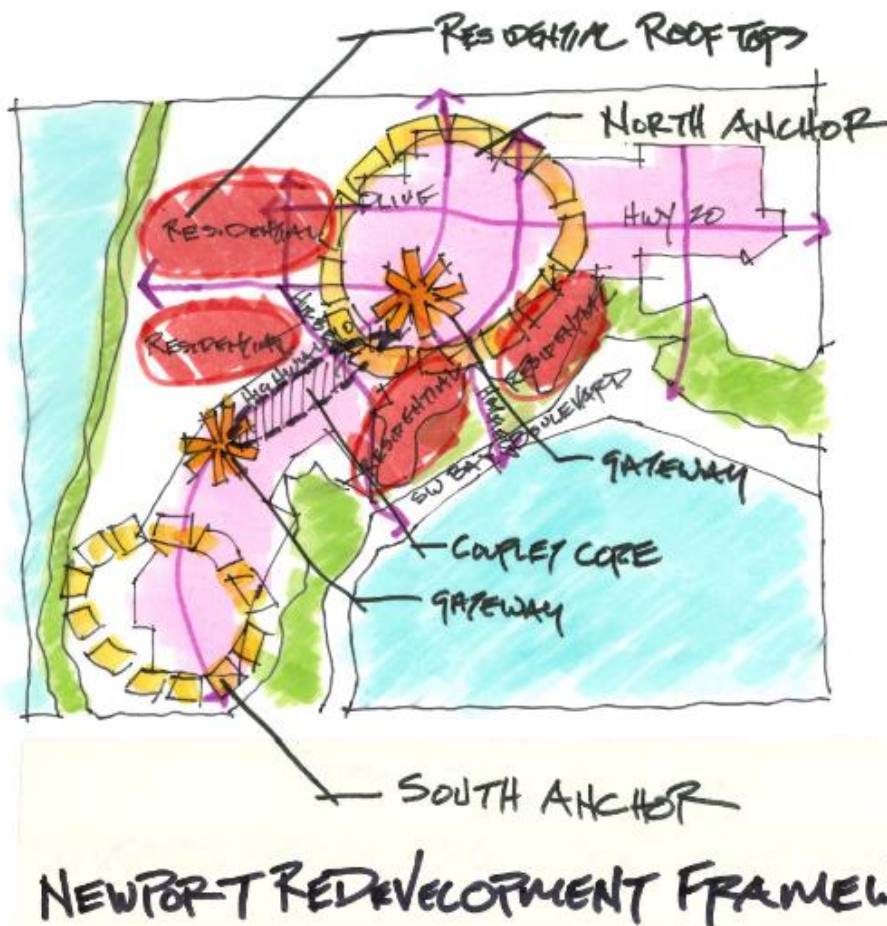 RESIDENTIAL ROOF TOPS
NORTH ANCHOR
OLIVE
HWY 20
RESIDENTIAL
RESIDENTIAL
RESIDENTIAL
RESIDENTIAL
SW BAY BOULEVARD
GATEWAY
COUPLET CORE
GATEWAY
SOUTH ANCHOR
NEWPORT REDEVELOPMENT FRAMEW